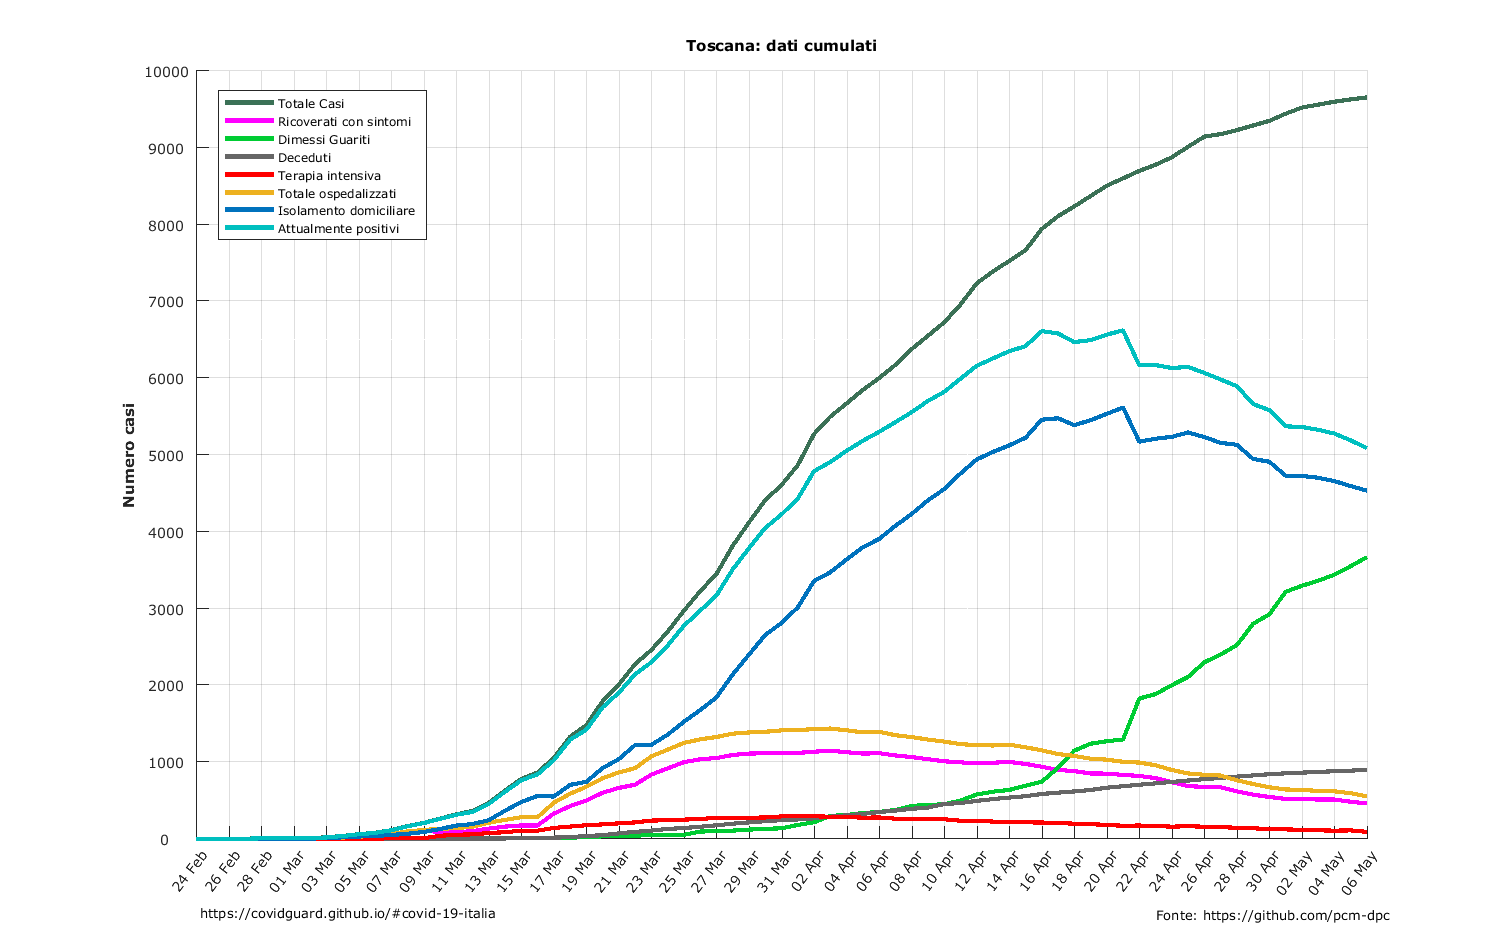 Toscana: dati cumulati
Numero casi
10000
9000
8000
7000
6000
5000
4000
3000
2000
1000
0
Totale Casi
Ricoverati con sintomi
Dimessi Guariti
Deceduti
Terapia intensiva
Totale ospedalizzati
Isolamento domiciliare
Attualmente positivi
24 Feb
26 Feb
28 Feb
01 Mar
03 Mar
05 Mar
07 Mar
09 Mar
11 Mar
13 Mar
15 Mar
17 Mar
19 Mar
21 Mar
23 Mar
25 Mar
27 Mar
29 Mar
31 Mar
02 Apr
04 Apr
06 Apr
08 Apr
10 Apr
12 Apr
14 Apr
16 Apr
18 Apr
20 Apr
22 Apr
24 Apr
26 Apr
28 Apr
30 Apr
02 May
04 May
06 May
https://covidguard.github.io/#covid-19-italia
Fonte: https://github.com/pcm-dpc